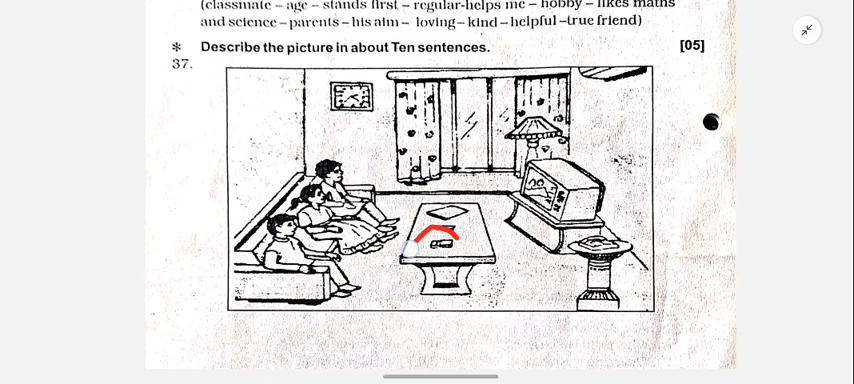 (classmate – age – stands first – regular-helps me – hobby – likes maths
and science – parents – his aim – loving – kind – helpful – true friend)
* Describe the picture in about Ten sentences. [05]
37.